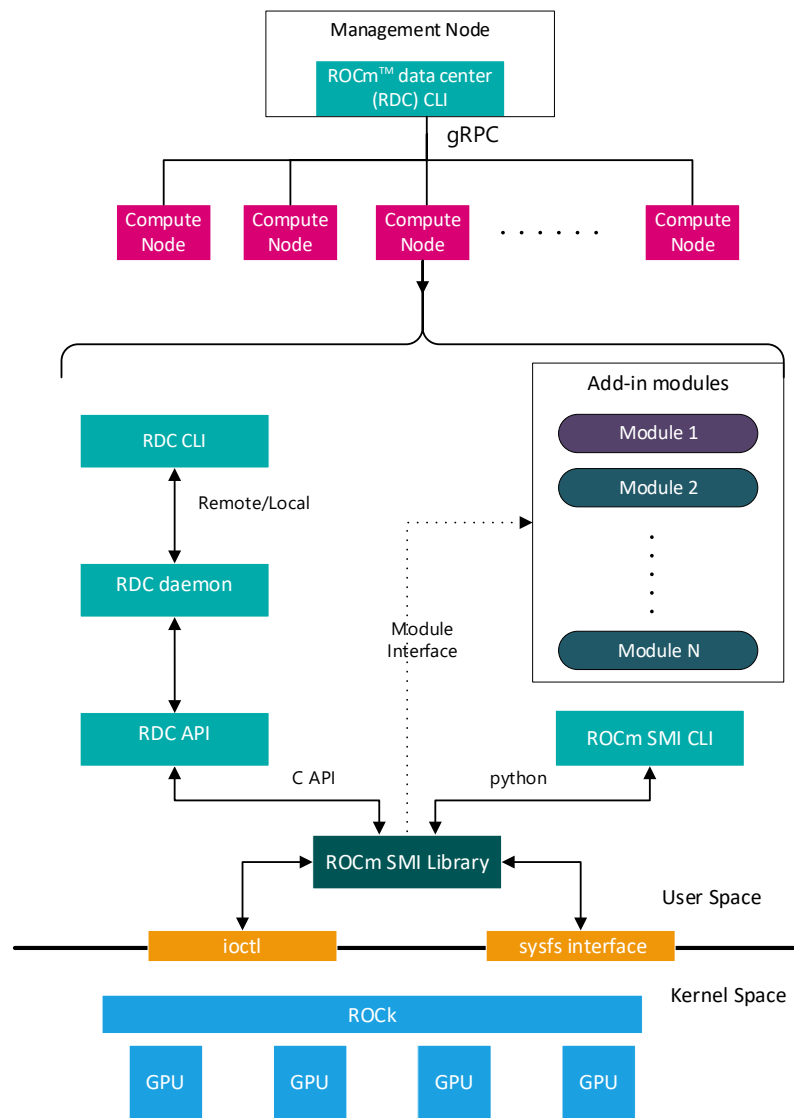 Management Node
ROCm™ data center
(RDC) CLI
gRPC
Compute
Node
Compute
Node
Compute
Node
Compute
Node
Add-in modules
Module 1
Module 2
Module N
RDC CLI
Remote/Local
RDC daemon
Module
Interface
RDC API
ROCm SMI CLI
C API
python
ROCm SMI Library
User Space
ioctl
sysfs interface
Kernel Space
ROCk
GPU
GPU
GPU
GPU